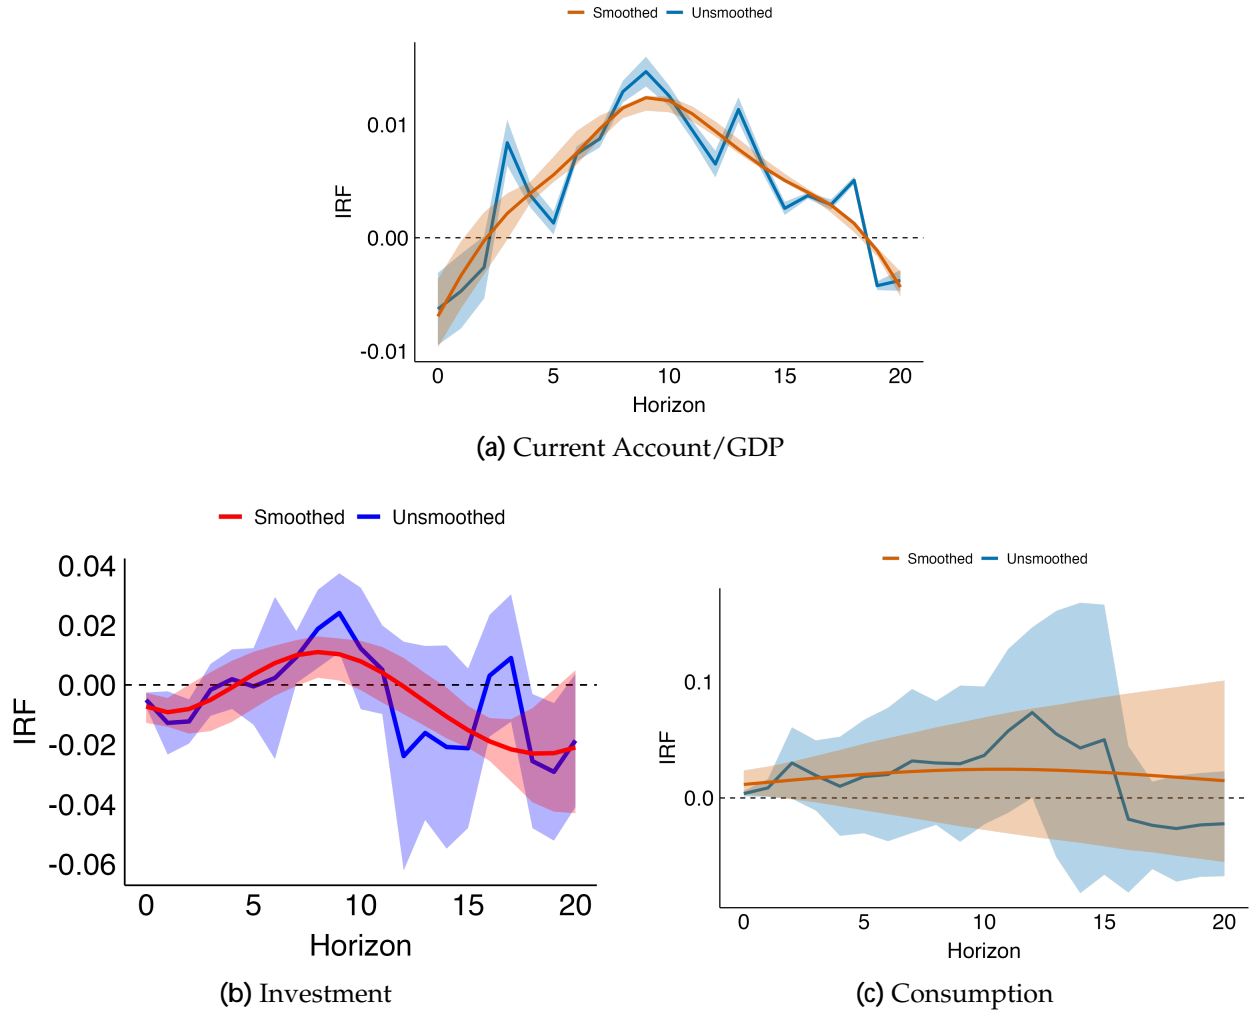 Smoothed Unsmoothed
0.01
0.00
-0.01
IRF
0 5 10 15 20
Horizon
(a) Current Account/GDP
Smoothed Unsmoothed
0.04
0.02
0.00
-0.02
-0.04
-0.06
IRF
0 5 10 15 20
Horizon
(b) Investment
Smoothed Unsmoothed
0.1
0.0
IRF
0 5 10 15 20
Horizon
(c) Consumption